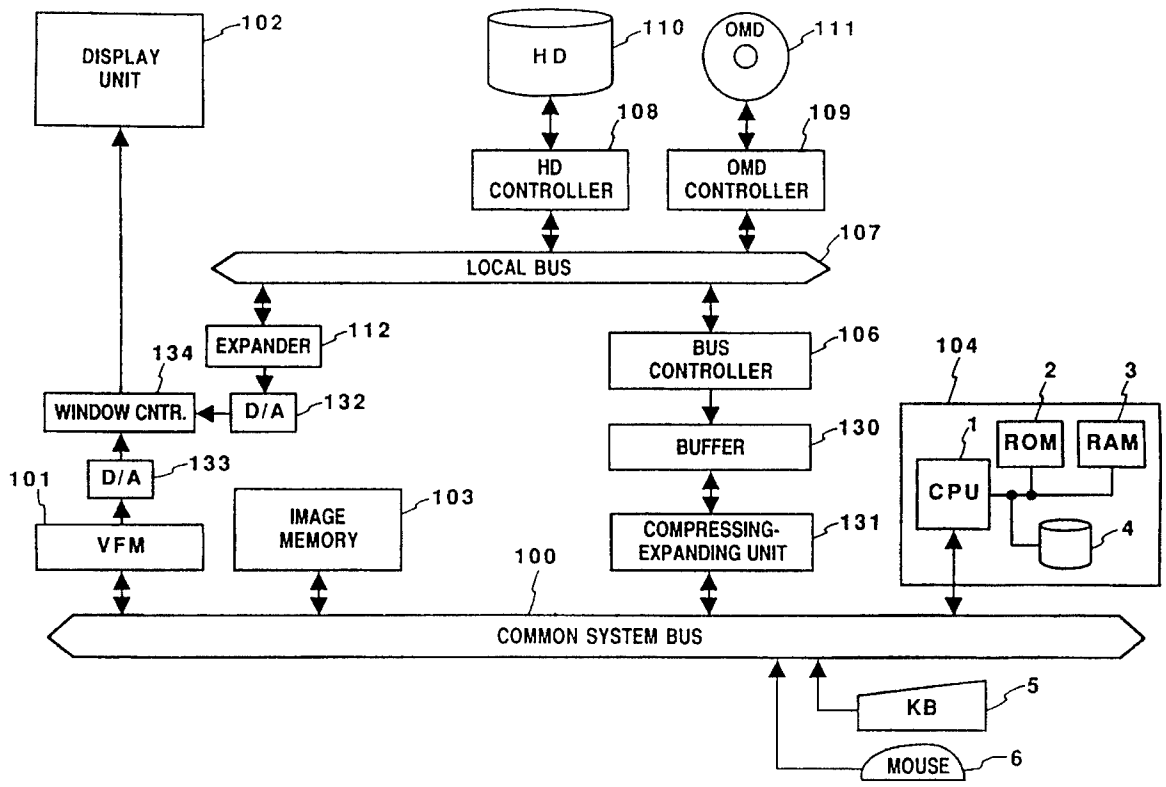 102
DISPLAY
UNIT
HD
110
OMD
111
108
HD
CONTROLLER
109
OMD
CONTROLLER
107
LOCAL BUS
EXPANDER
112
134
WINDOW CNTR.
D/A
132
BUS
CONTROLLER
106
BUFFER
130
104
2
3
ROM
RAM
1
CPU
4
101
D/A
133
VFM
IMAGE
MEMORY
103
COMPRESSING-
EXPANDING UNIT
131
100
COMMON SYSTEM BUS
KB
5
MOUSE
6